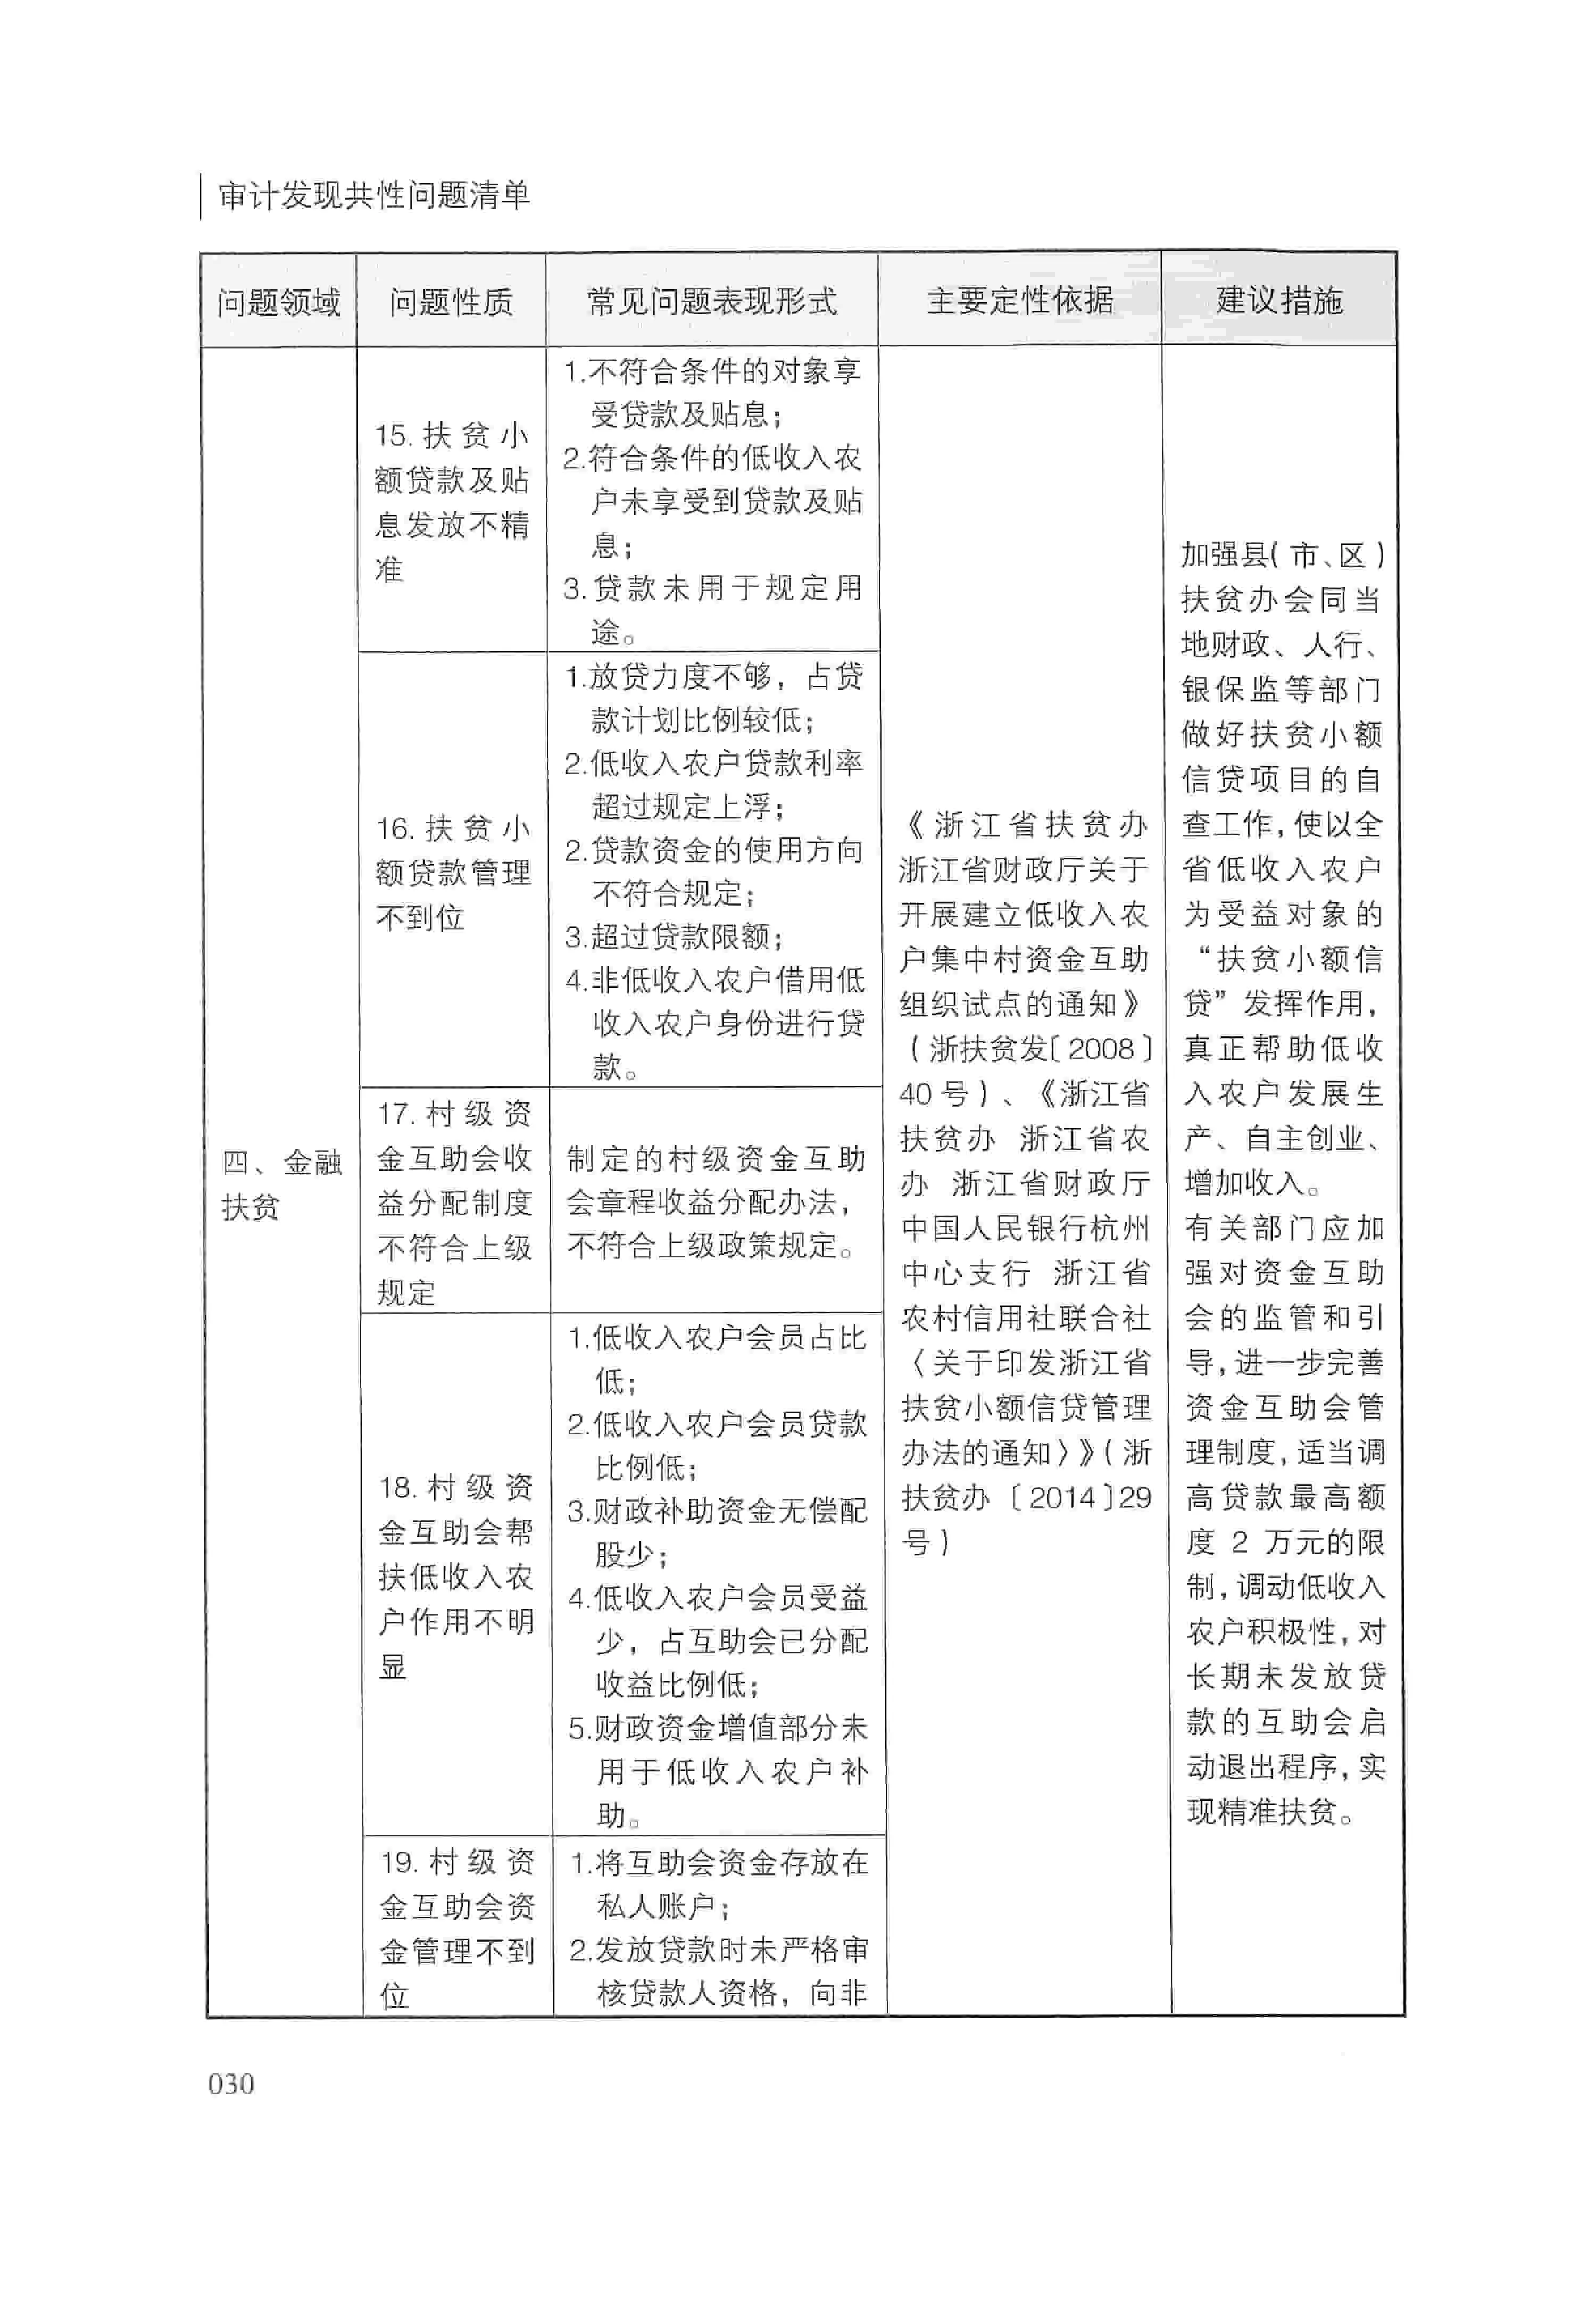 审计发现共性问题清单
问题领域
问题性质
常见问题表现形式
主要定性依据
建议措施
四、金融
扶贫
15. 扶贫小
额贷款及贴
息发放不精
准
1.不符合条件的对象享
受贷款及贴息；
2.符合条件的低收入农
户未享受到贷款及贴
息；
3.贷款未用于规定用
途。
16. 扶贫小
额贷款管理
不到位
1.放贷力度不够，占贷
款计划比例较低；
2.低收入农户贷款利率
超过规定上浮；
2.贷款资金的使用方向
不符合规定；
3.超过贷款限额；
4.非低收入农户借用低
收入农户身份进行贷
款。
17. 村级资
金互助会收
益分配制度
不符合上级
规定
制定的村级资金互助
会章程收益分配办法，
不符合上级政策规定。
18. 村级资
金互助会帮
扶低收入农
户作用不明
显
1.低收入农户会员占比
低；
2.低收入农户会员贷款
比例低；
3.财政补助资金无偿配
股少；
4.低收入农户会员受益
少，占互助会已分配
收益比例低；
5.财政资金增值部分未
用于低收入农户补
助。
19. 村级资
金互助会资
金管理不到
位
1.将互助会资金存放在
私人账户；
2.发放贷款时未严格审
核贷款人资格，向非
《浙江省扶贫办
浙江省财政厅关于
开展建立低收入农
户集中村资金互助
组织试点的通知》
（浙扶贫发〔2008〕
40号）、《浙江省
扶贫办 浙江省农
办 浙江省财政厅
中国人民银行杭州
中心支行 浙江省
农村信用社联合社
〈关于印发浙江省
扶贫小额信贷管理
办法的通知〉》（浙
扶贫办〔2014〕29
号）
加强县（市、区）
扶贫办会同当
地财政、人行、
银保监等部门
做好扶贫小额
信贷项目的自
查工作，使以全
省低收入农户
为受益对象的
“扶贫小额信
贷”发挥作用，
真正帮助低收
入农户发展生
产、自主创业、
增加收入。
有关部门应加
强对资金互助
会的监管和引
导，进一步完善
资金互助会管
理制度，适当调
高贷款最高额
度 2 万元的限
制，调动低收入
农户积极性，对
长期未发放贷
款的互助会启
动退出程序，实
现精准扶贫。
030